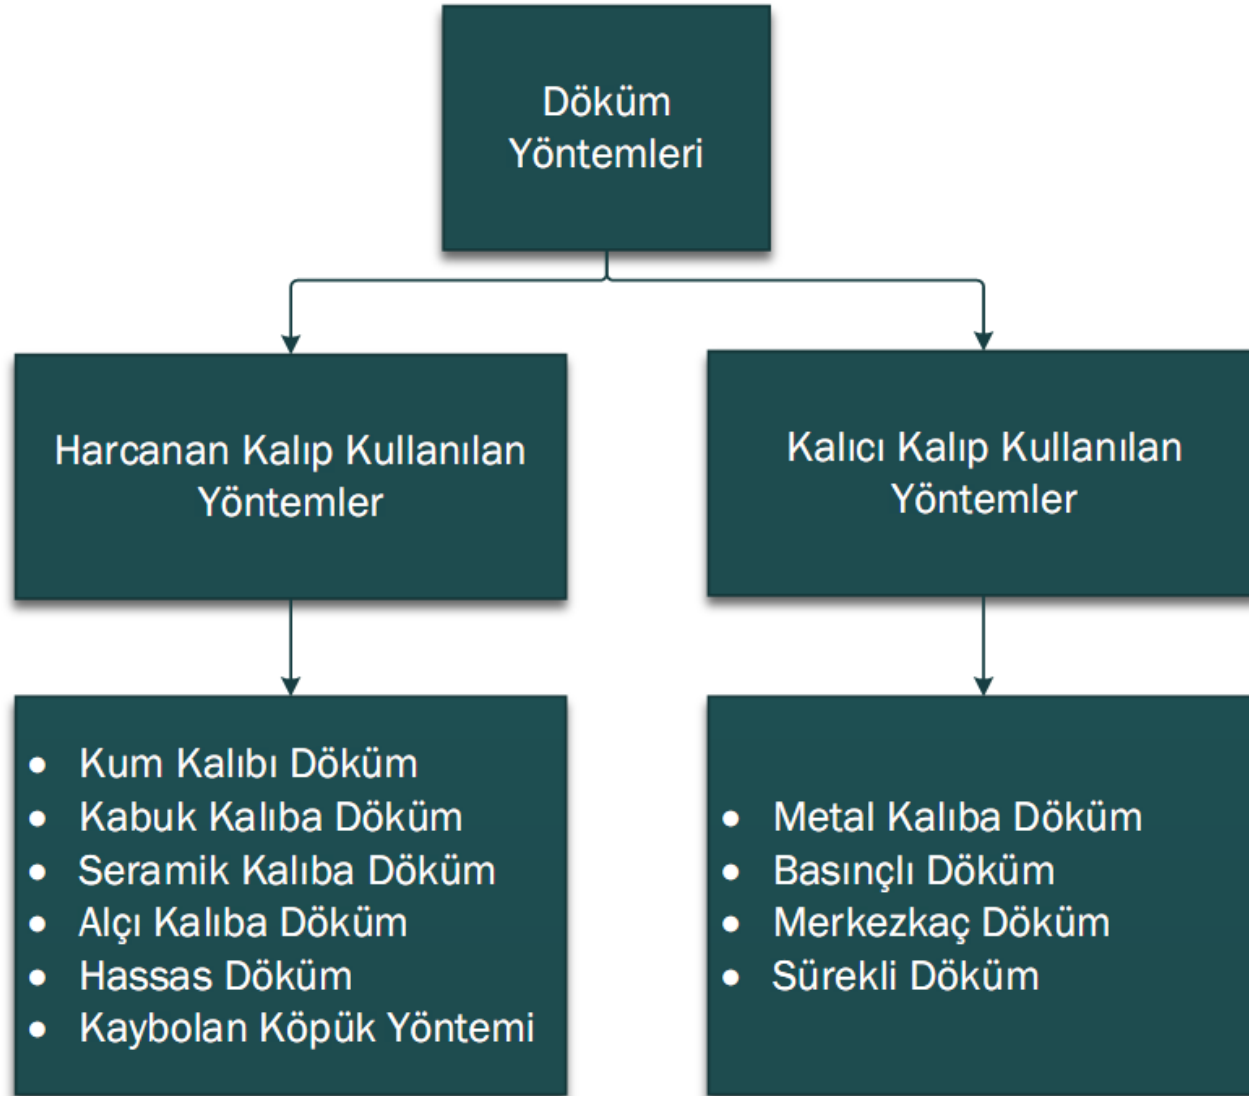 Döküm
Yöntemleri
Harcanan Kalıp Kullanılan
Yöntemler
Kalıcı Kalıp Kullanılan
Yöntemler
• Kum Kalıbı Döküm
• Kabuk Kalıba Döküm
• Seramik Kalıba Döküm
• Alçı Kalıba Döküm
• Hassas Döküm
• Kaybolan Köpük Yöntemi
• Metal Kalıba Döküm
• Basınçlı Döküm
• Merkezkaç Döküm
• Sürekli Döküm